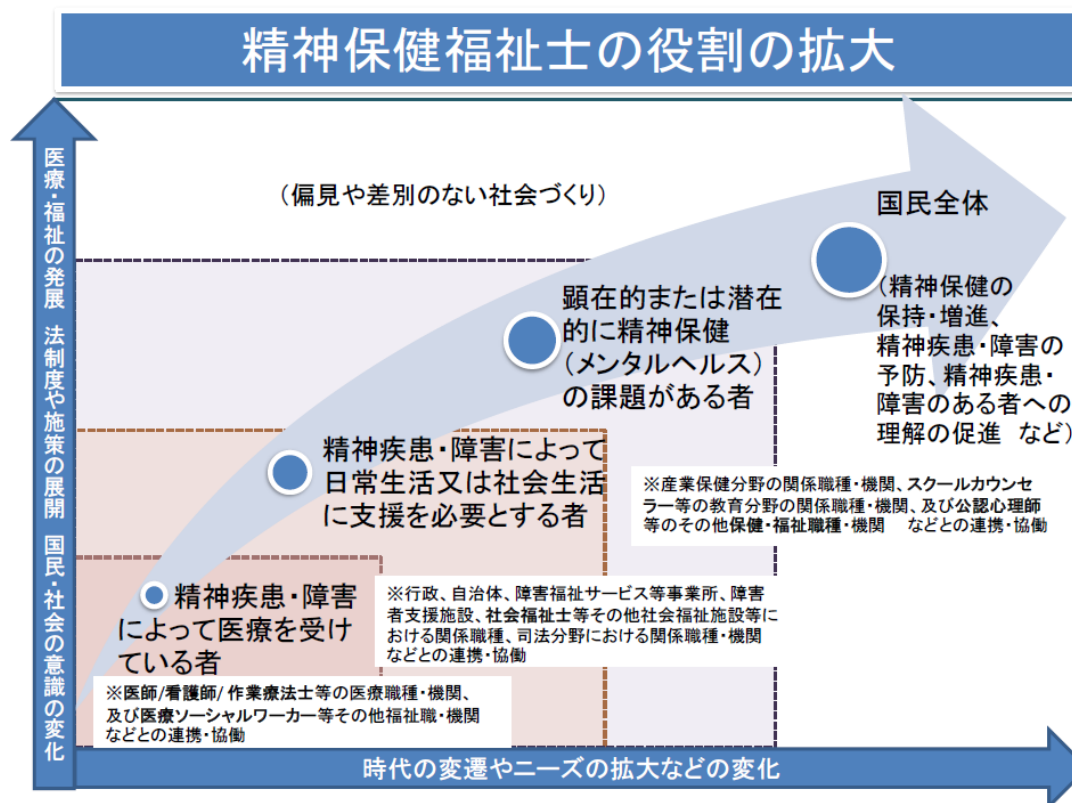 精神保健福祉士の役割の拡大
医療・福祉の発展 法制度や施策の展開 国民・社会の意識の変化
(偏見や差別のない社会づくり)
国民全体
(精神保健の
保持・増進、
精神疾患・障害の
予防、精神疾患・
障害のある者への
理解の促進 など)
顕在的または潜在
的に精神保健
(メンタルヘルス)
の課題がある者
精神疾患・障害によって
日常生活又は社会生活
に支援を必要とする者
※産業保健分野の関係職種・機関、スクールカウンセ
ラー等の教育分野の関係職種・機関、及び公認心理師
等のその他保健・福祉職種・機関 などとの連携・協働
精神疾患・障害
によって医療を受け
ている者
※行政、自治体、障害福祉サービス等事業所、障害
者支援施設、社会福祉士等その他社会福祉施設等に
おける関係職種、司法分野における関係職種・機関
などとの連携・協働
※医師/看護師/ 作業療法士等の医療職種・機関、
及び医療ソーシャルワーカー等その他福祉職・機関
などとの連携・協働
時代の変遷やニーズの拡大などの変化